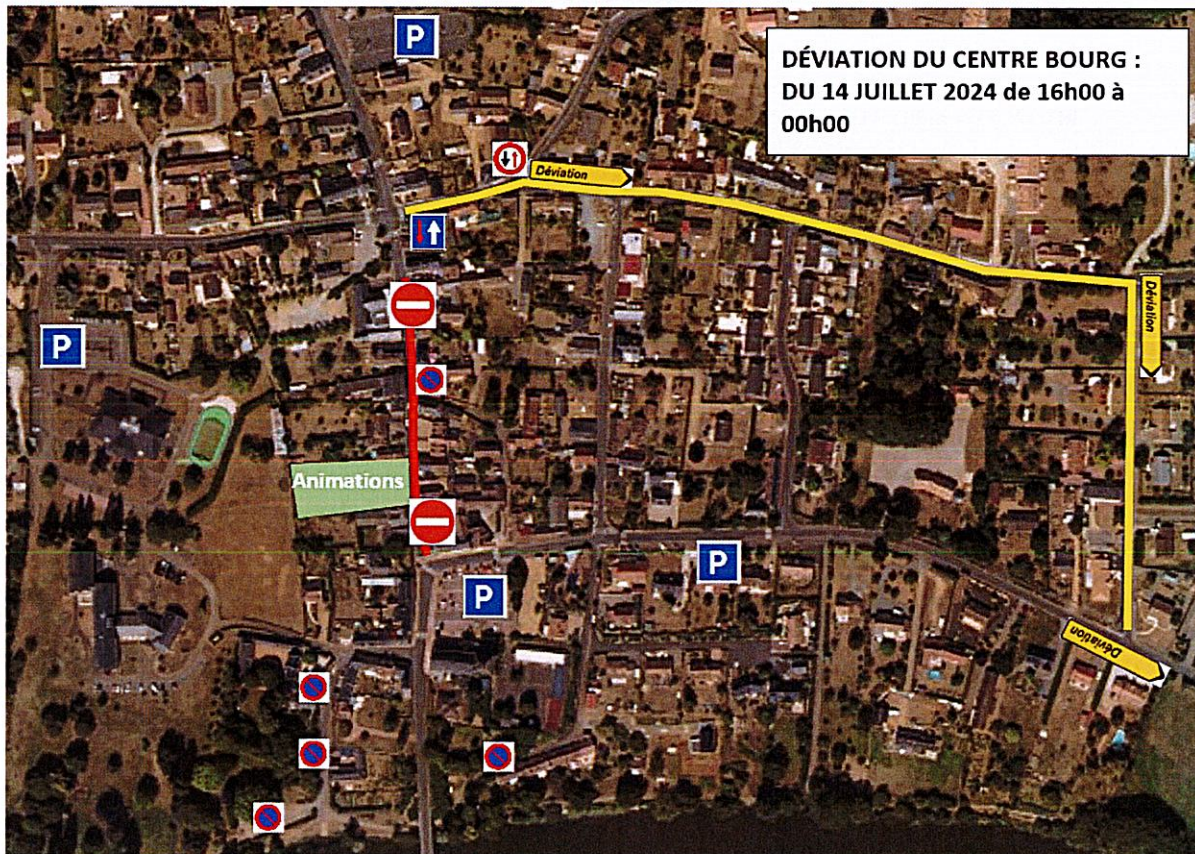 DÉVIATION DU CENTRE BOURG :
DU 14 JUILLET 2024 de 16h00 à
00h00
P
Déviation
Déviation
P
Animations
P
P
Déviation